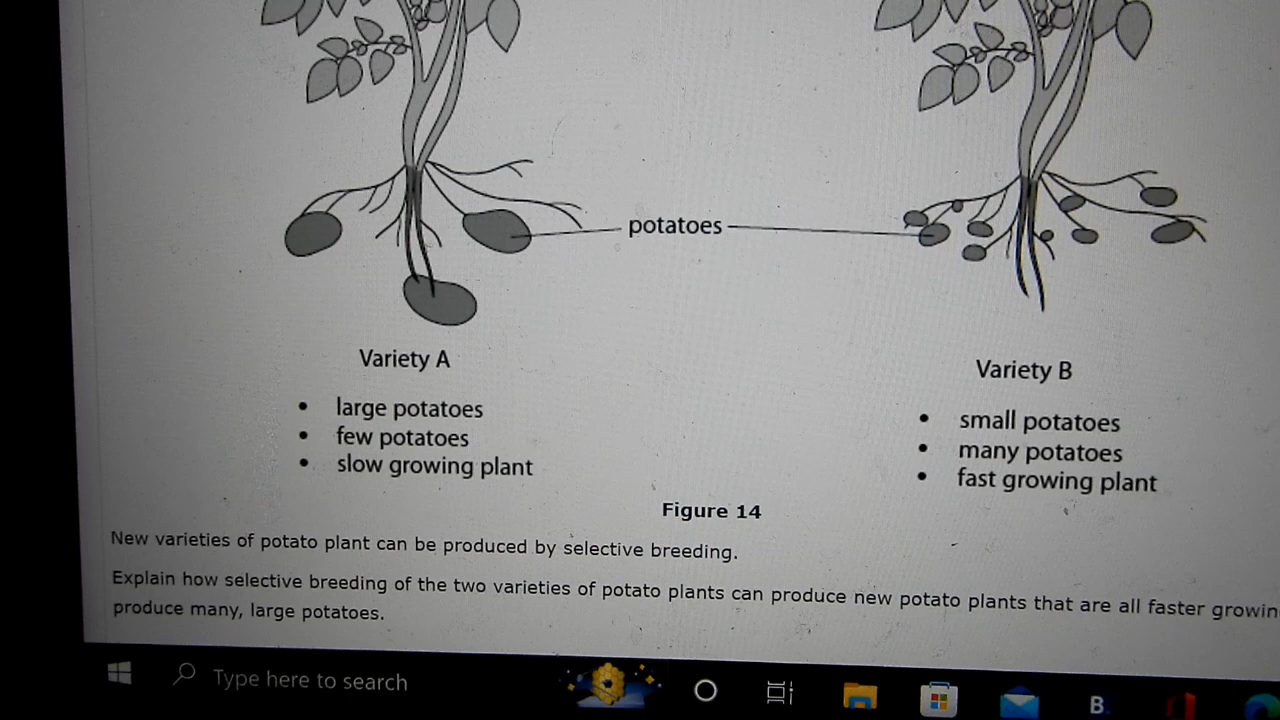 potatoes
Variety A
• large potatoes
• few potatoes
• slow growing plant
Variety B
• small potatoes
• many potatoes
• fast growing plant
Figure 14
New varieties of potato plant can be produced by selective breeding.
Explain how selective breeding of the two varieties of potato plants can produce new potato plants that are all faster growin
produce many, large potatoes.
Type here to search
B